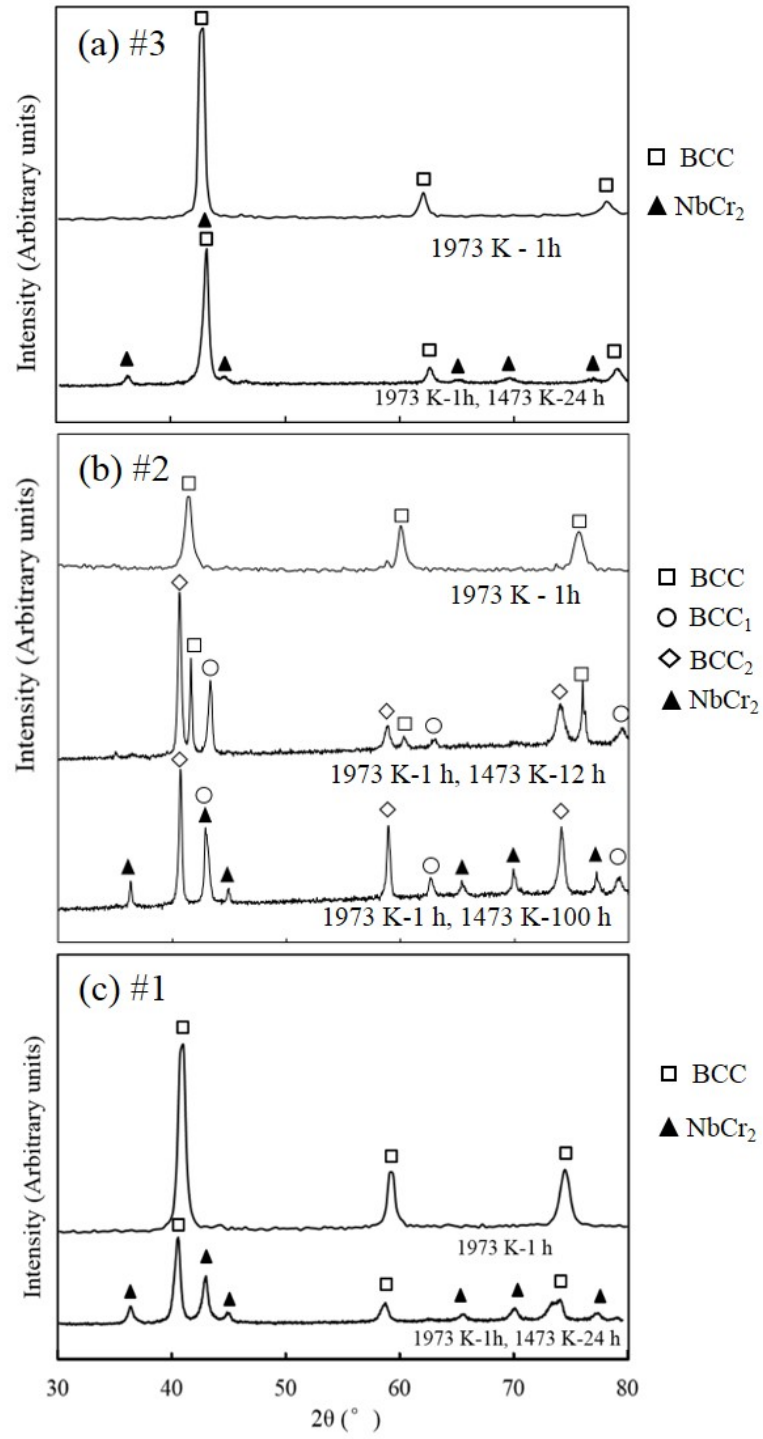 (a) #3
Intensity (Arbitrary units)
1973 K - 1h
1973 K-1h, 1473 K-24 h
BCC
NbCr₂
(b) #2
Intensity (Arbitrary units)
1973 K - 1h
1973 K-1 h, 1473 K-12 h
1973 K-1 h, 1473 K-100 h
BCC
BCC₁
BCC₂
NbCr₂
(c) #1
Intensity (Arbitrary units)
1973 K-1 h
1973 K-1h, 1473 K-24 h
BCC
NbCr₂
30 40 50 60 70 80
2θ (°)